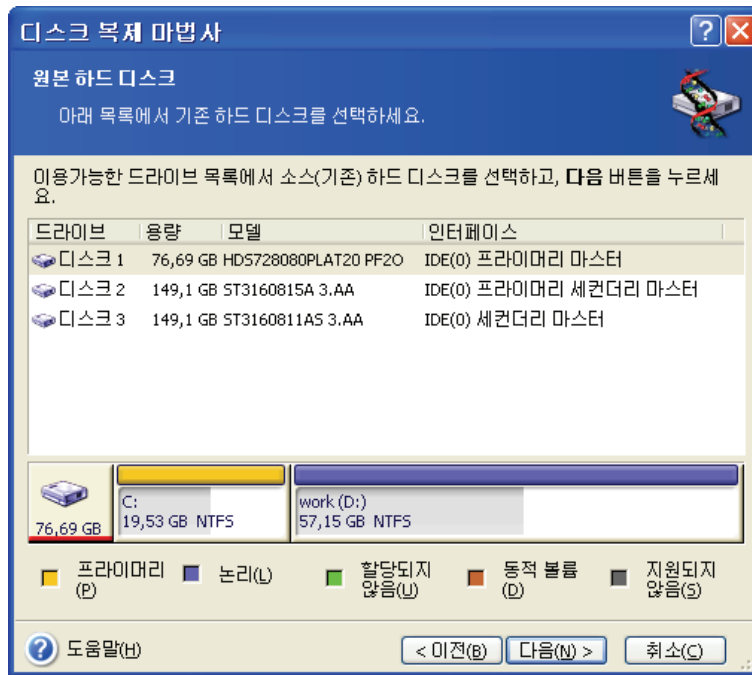 디스크 복제 마법사
원본 하드 디스크
아래 목록에서 기존 하드 디스크를 선택하세요.
이용가능한 드라이브 목록에서 소스(기존) 하드 디스크를 선택하고, 다음 버튼을 누르세
요.
드라이브 용량 모델 인터페이스
디스크 1 76,69 GB HDS728080PLAT20 PF2O IDE(0) 프라이머리 마스터
디스크 2 149,1 GB ST3160815A 3.AA IDE(0) 프라이머리 세컨더리 마스터
디스크 3 149,1 GB ST3160811AS 3.AA IDE(0) 세컨더리 마스터
76,69 GB
C:
19,53 GB NTFS
work (D:)
57,15 GB NTFS
프라이머리
(P)
논리(L)
할당되지
않음(U)
동적 볼륨
(D)
지원되지
않음(S)
도움말(H)
< 이전(B) 다음(N) > 취소(C)